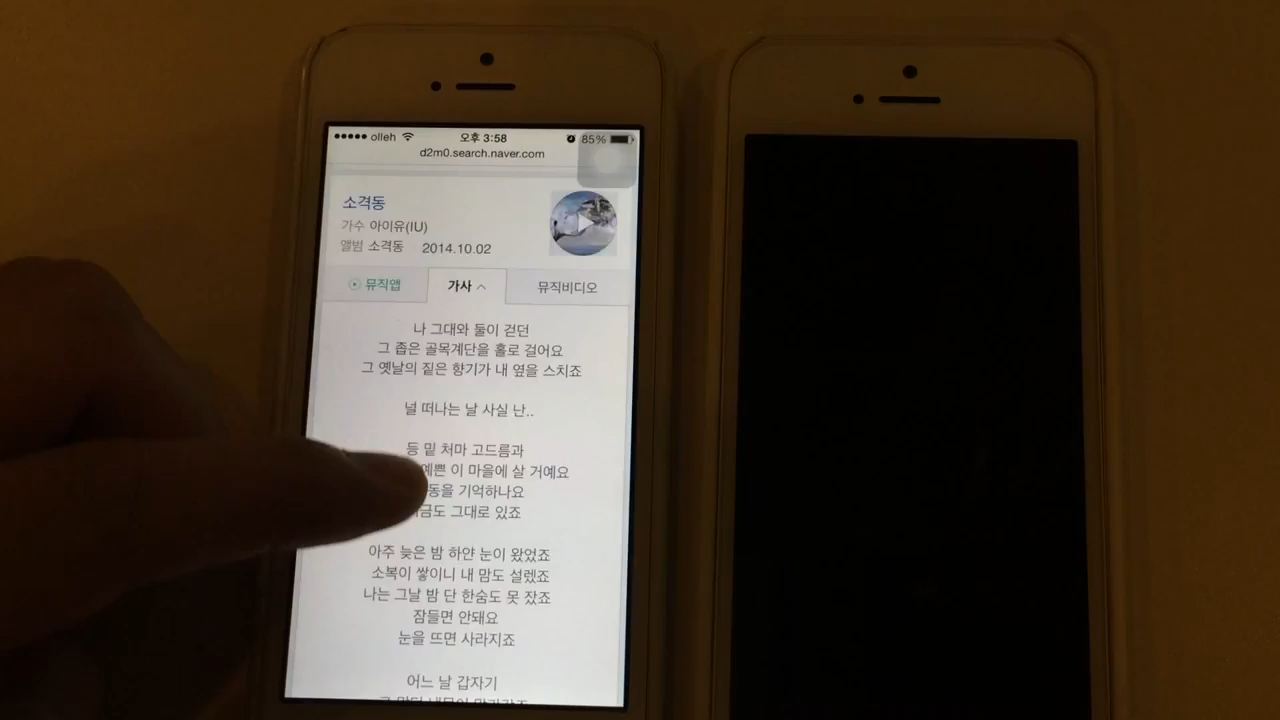 olleh 오후 3:58 85%
d2m0.search.naver.com
소격동
가수 아이유(IU)
앨범 소격동 2014.10.02
뮤직앱 가사 뮤직비디오
나 그대와 둘이 걷던
그 좁은 골목계단을 홀로 걸어요
그 옛날의 짙은 향기가 내 옆을 스치죠
널 떠나는 날 사실 난..
등 밑 처마 고드름과
예쁜 이 마을에 살 거예요
동을 기억하나요
금도 그대로 있죠
아주 늦은 밤 하얀 눈이 왔었죠
소복이 쌓이니 내 맘도 설렜죠
나는 그날 밤 단 한숨도 못 잤죠
잠들면 안돼요
눈을 뜨면 사라지죠
어느 날 갑자기